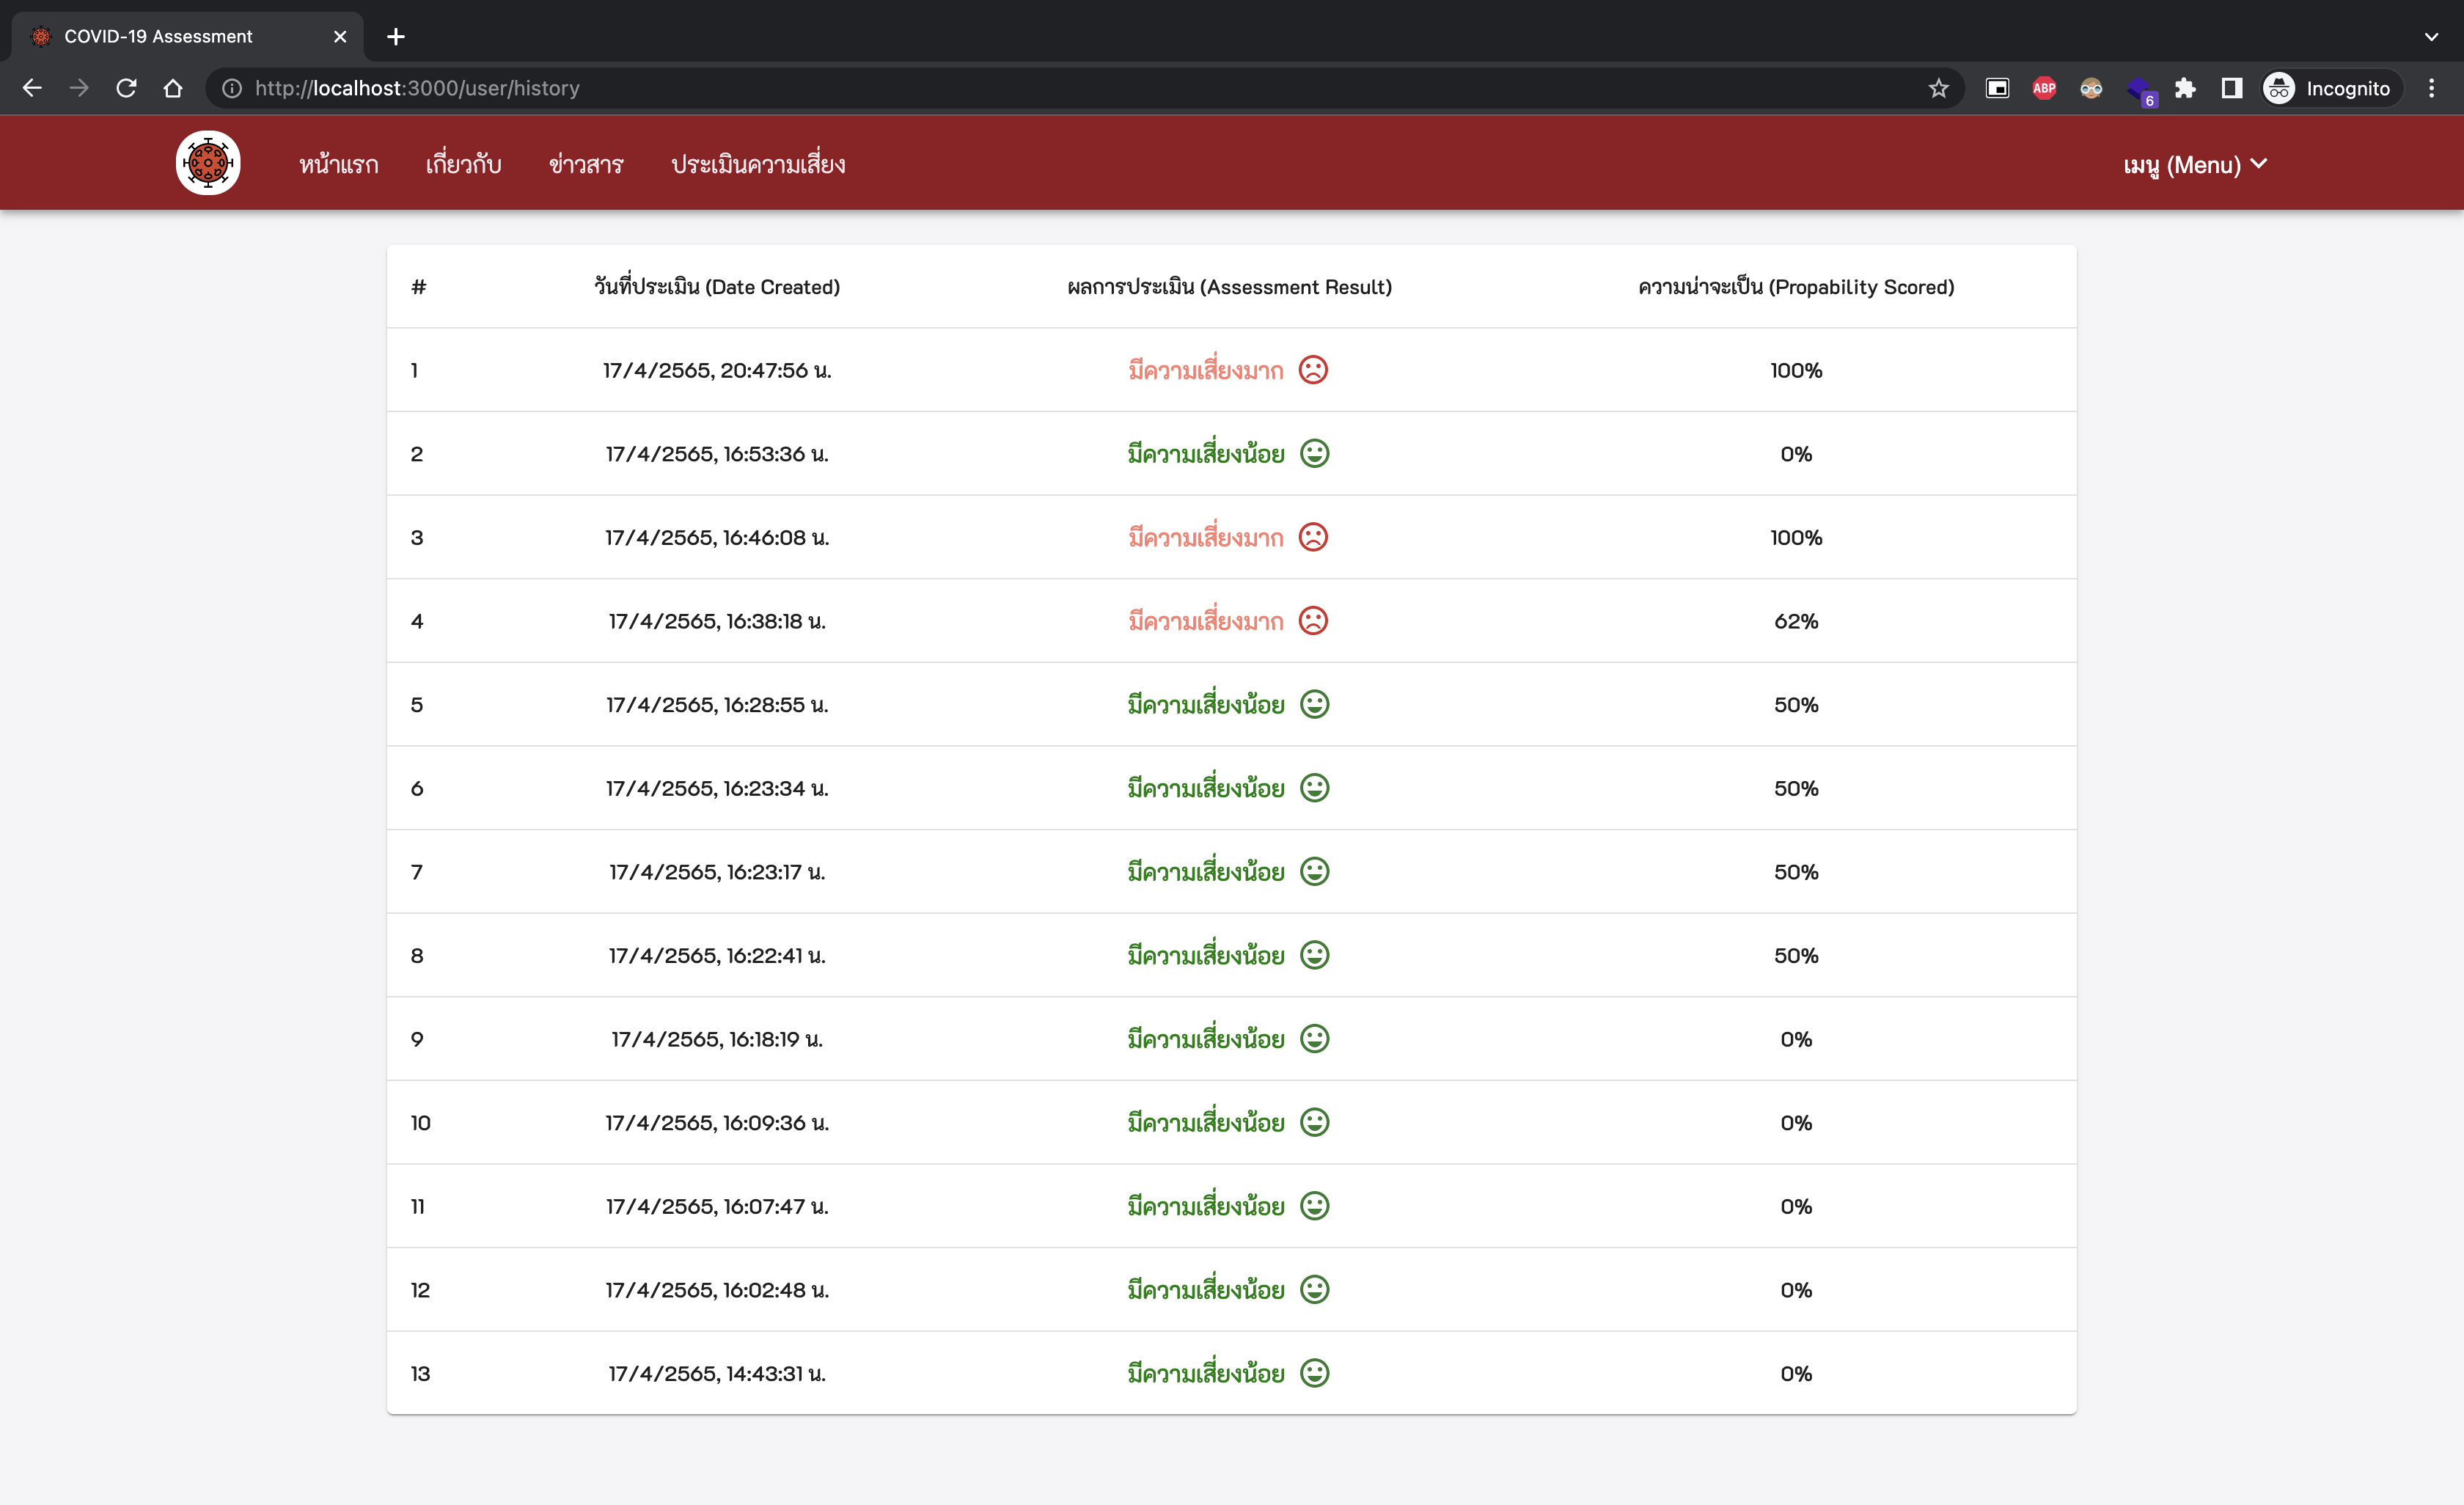 COVID-19 Assessment
http://localhost:3000/user/history
ABP
6
Incognito
หน้าแรก เกี่ยวกับ ข่าวสาร ประเมินความเสี่ยง เมนู (Menu)
# วันที่ประเมิน (Date Created) ผลการประเมิน (Assessment Result) ความน่าจะเป็น (Propability Scored)
1 17/4/2565, 20:47:56 น. มีความเสี่ยงมาก 100%
2 17/4/2565, 16:53:36 น. มีความเสี่ยงน้อย 0%
3 17/4/2565, 16:46:08 น. มีความเสี่ยงมาก 100%
4 17/4/2565, 16:38:18 น. มีความเสี่ยงมาก 62%
5 17/4/2565, 16:28:55 น. มีความเสี่ยงน้อย 50%
6 17/4/2565, 16:23:34 น. มีความเสี่ยงน้อย 50%
7 17/4/2565, 16:23:17 น. มีความเสี่ยงน้อย 50%
8 17/4/2565, 16:22:41 น. มีความเสี่ยงน้อย 50%
9 17/4/2565, 16:18:19 น. มีความเสี่ยงน้อย 0%
10 17/4/2565, 16:09:36 น. มีความเสี่ยงน้อย 0%
11 17/4/2565, 16:07:47 น. มีความเสี่ยงน้อย 0%
12 17/4/2565, 16:02:48 น. มีความเสี่ยงน้อย 0%
13 17/4/2565, 14:43:31 น. มีความเสี่ยงน้อย 0%